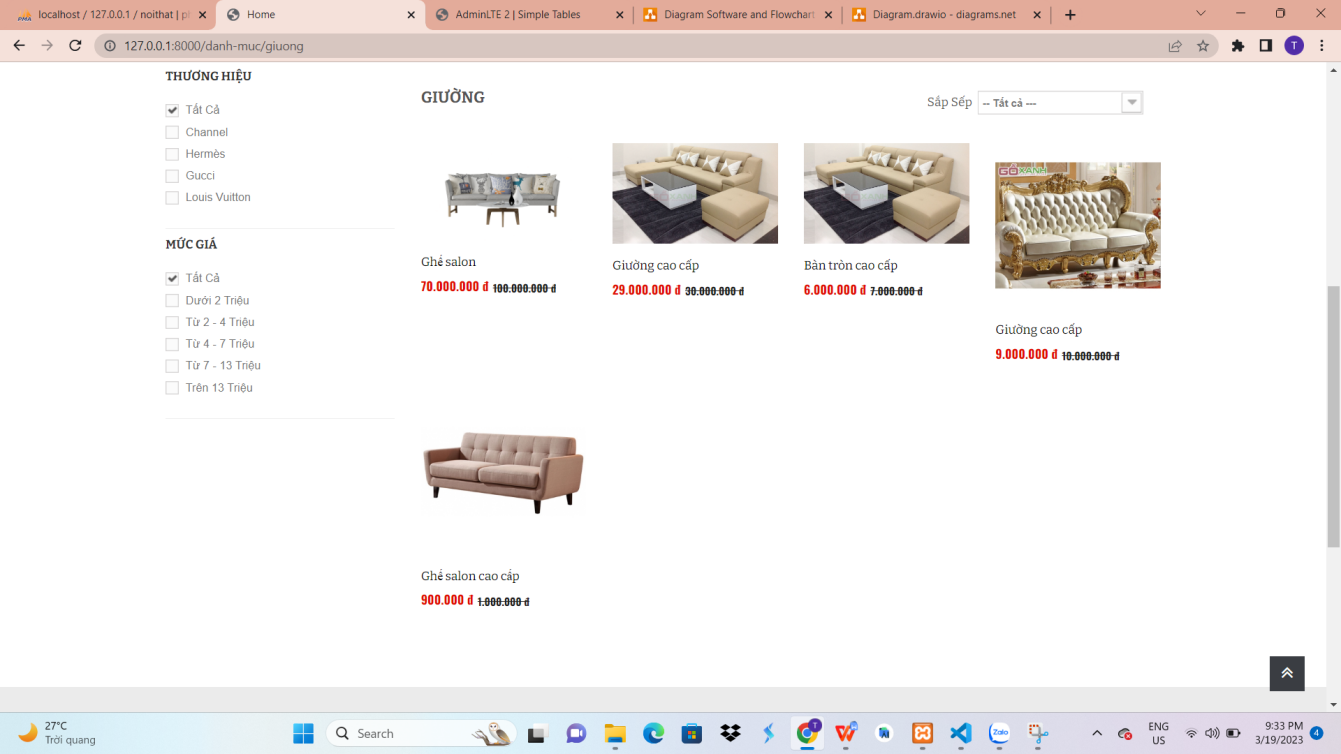 localhost / 127.0.0.1 / noithat | pl
Home
AdminLTE 2 | Simple Tables
Diagram Software and Flowchart
Diagram.drawio - diagrams.net
127.0.0.1:8000/danh-muc/giuong
T
THƯƠNG HIỆU
Tất Cả
Channel
Hermès
Gucci
Louis Vuitton
MỨC GIÁ
Tất Cả
Dưới 2 Triệu
Từ 2 - 4 Triệu
Từ 4 - 7 Triệu
Từ 7 - 13 Triệu
Trên 13 Triệu
GIƯỜNG
Sắp Sếp
-- Tất cả ---
Ghế salon
70.000.000 đ 100.000.000 đ
Giường cao cấp
29.000.000 đ 30.000.000 đ
Bàn tròn cao cấp
6.000.000 đ 7.000.000 đ
GỖ XANH
Giường cao cấp
9.000.000 đ 10.000.000 đ
Ghế salon cao cấp
900.000 đ 1.000.000 đ
27°C
Trời quang
Search
T
Zalo
ENG
US
9:33 PM
3/19/2023
4